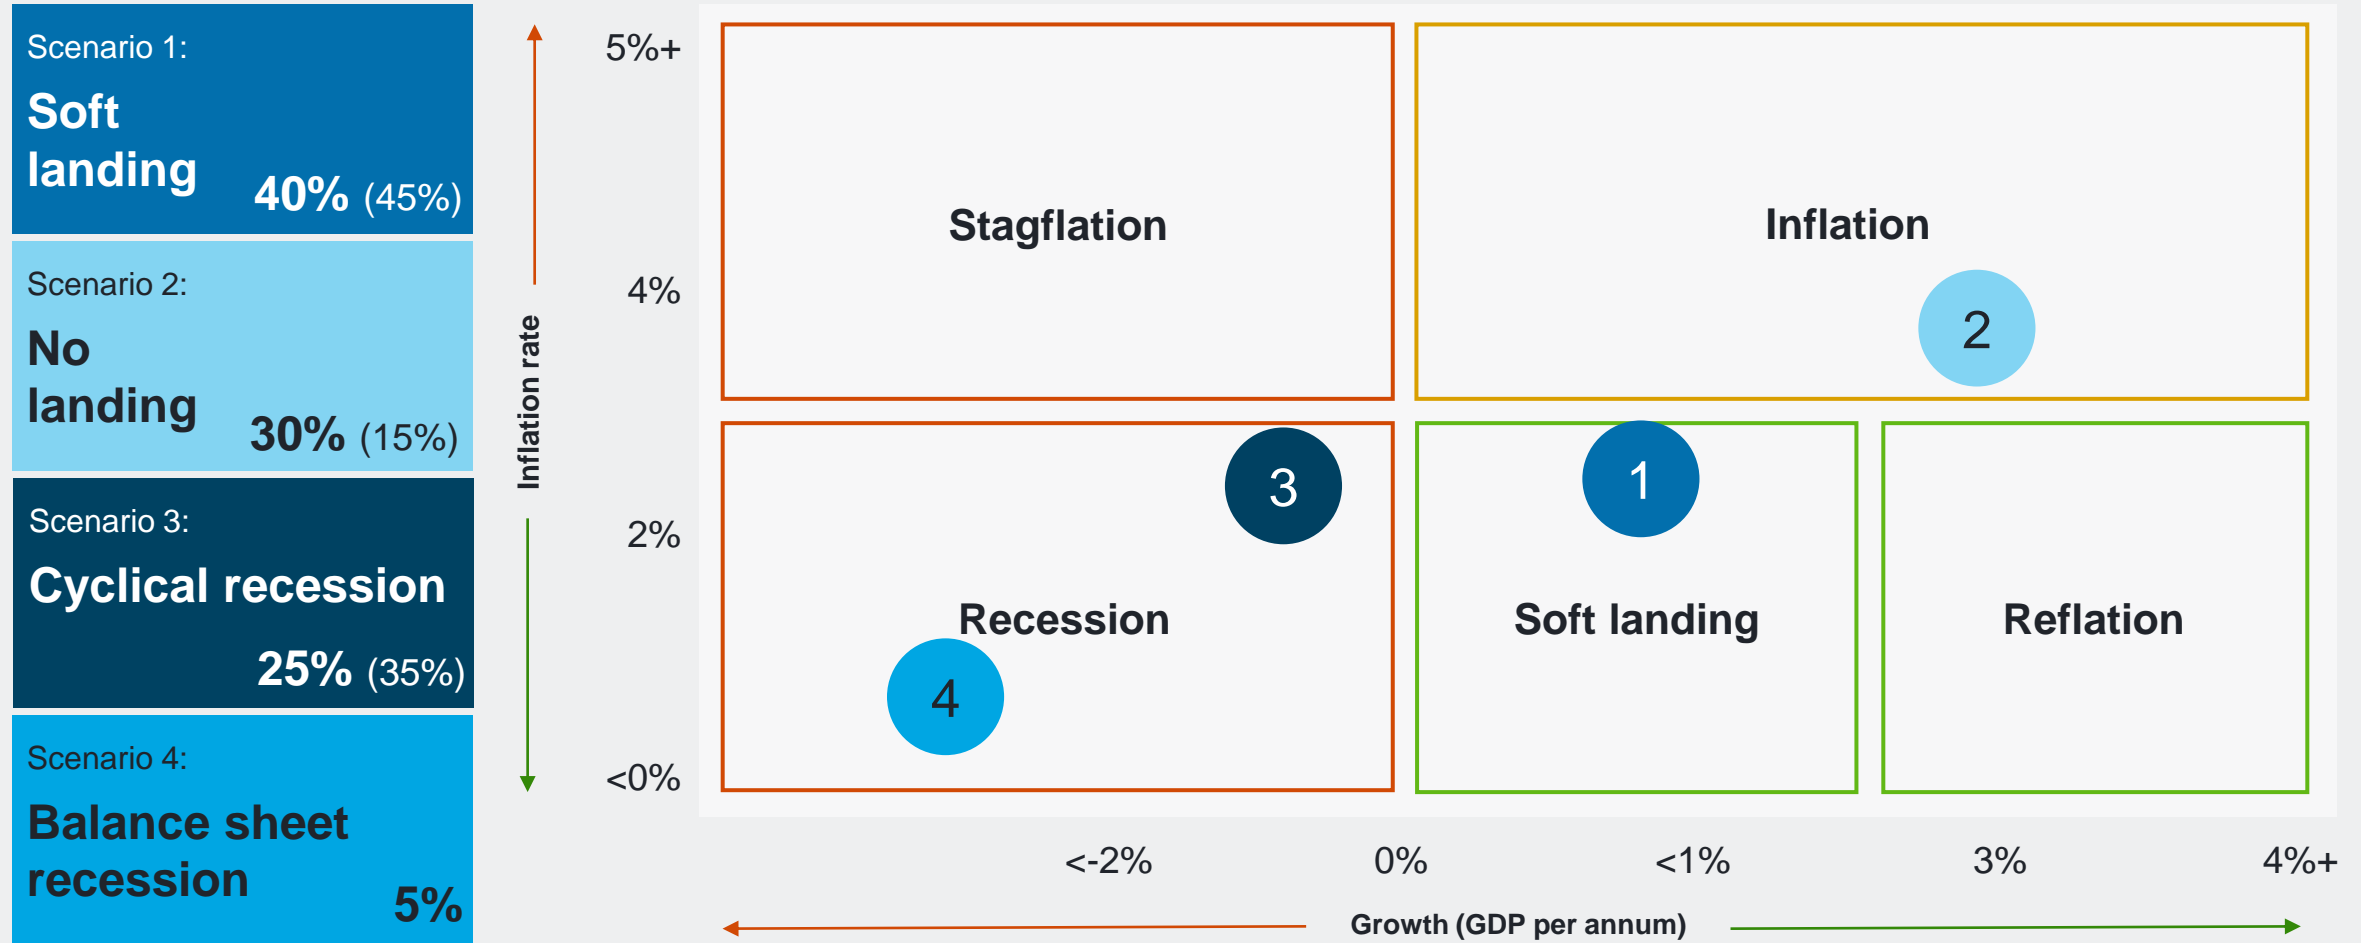 Scenario 1:
Soft
landing
40% (45%)
Scenario 2:
No
landing
30% (15%)
Scenario 3:
Cyclical recession
25% (35%)
Scenario 4:
Balance sheet
recession
5%
Inflation rate
5%+
4%
2%
<0%
Stagflation
Inflation
2
3
1
Recession
Soft landing
Reflation
4
<-2%
0%
<1%
3%
4%+
Growth (GDP per annum)